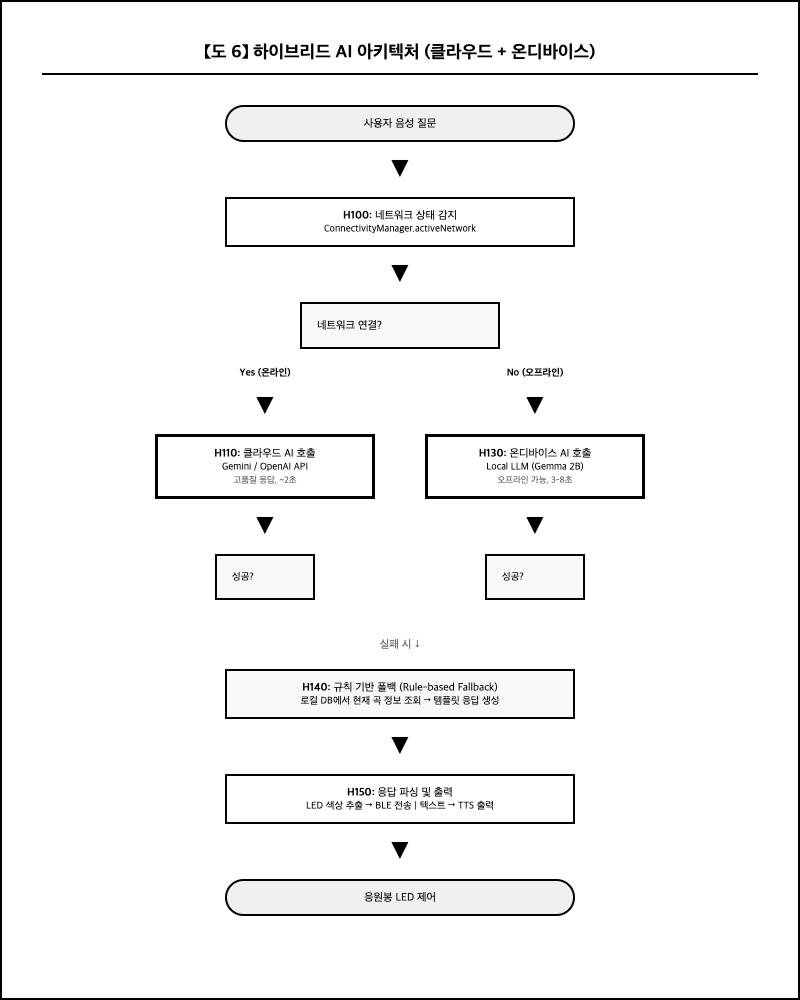 【도 6】 하이브리드 AI 아키텍처 (클라우드 + 온디바이스)
사용자 음성 질문
H100: 네트워크 상태 감지
ConnectivityManager.activeNetwork
네트워크 연결?
Yes (온라인)
No (오프라인)
H110: 클라우드 AI 호출
Gemini / OpenAI API
고품질 응답, ~2초
H130: 온디바이스 AI 호출
Local LLM (Gemma 2B)
오프라인 가능, 3-8초
성공?
성공?
실패 시 ↓
H140: 규칙 기반 폴백 (Rule-based Fallback)
로컬 DB에서 현재 곡 정보 조회 → 템플릿 응답 생성
H150: 응답 파싱 및 출력
LED 색상 추출 → BLE 전송 | 텍스트 → TTS 출력
응원봉 LED 제어